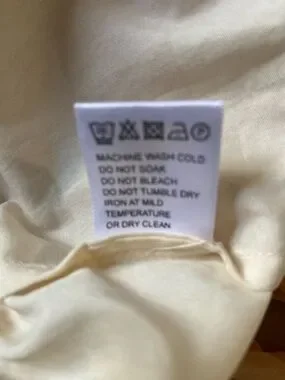 MACHINE WASH COLD
DO NOT SOAK
DO NOT BLEACH
DO NOT TUMBLE DRY
IRON AT MILD
TEMPERATURE
OR DRY CLEAN